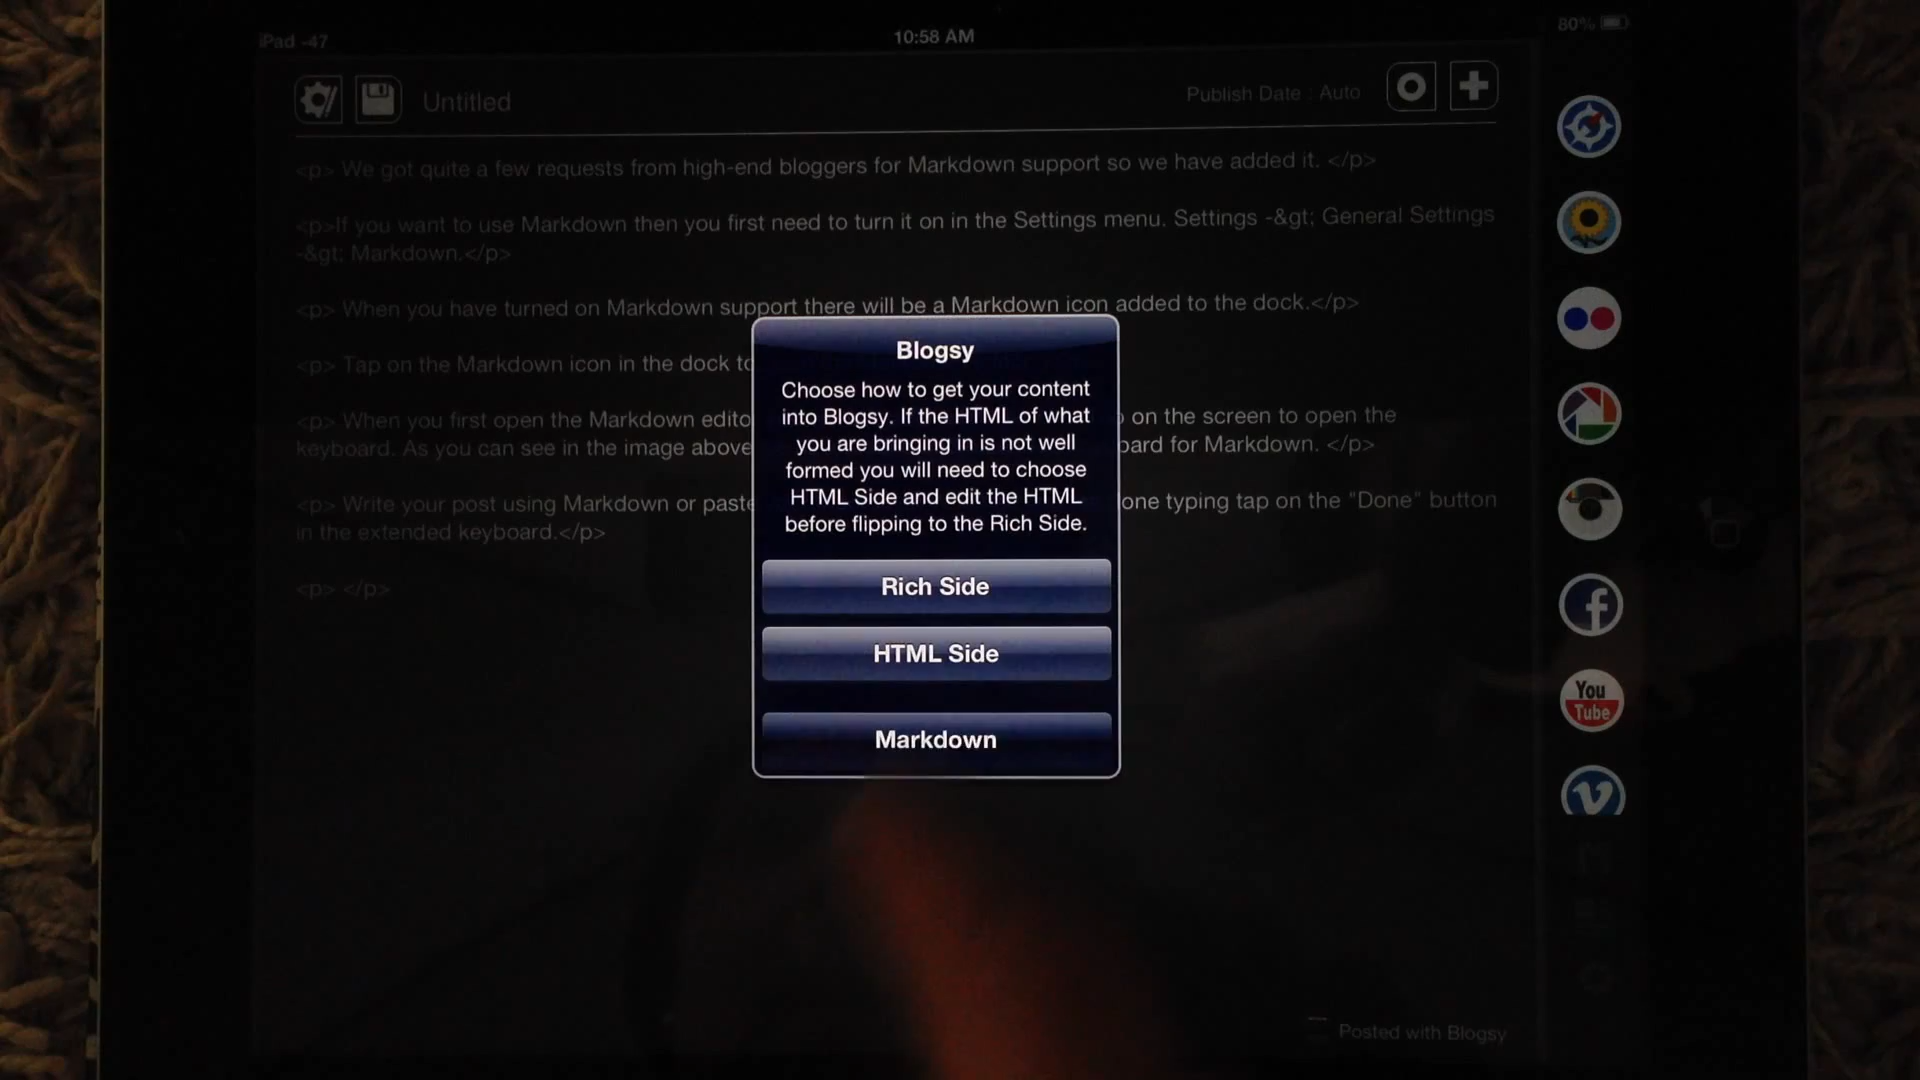 iPad -47
10:58 AM
80%
Untitled
Publish Date : Auto
<p> We got quite a few requests from high-end bloggers for Markdown support so we have added it. </p>
<p>If you want to use Markdown then you first need to turn it on in the Settings menu. Settings -&gt; General Settings
-&gt; Markdown.</p>
<p> When you have turned on Markdown support there will be a Markdown icon added to the dock.</p>
<p> Tap on the Markdown icon in the dock
<p> When you first open the Markdown on the screen to open the
keyboard. As you can see in the image above for Markdown. </p>
<p> Write your post using Markdown or typing tap on the "Done" button
in the extended keyboard.</p>
<p> </p>
Blogsy
Choose how to get your content
into Blogsy. If the HTML of what
you are bringing in is not well
formed you will need to choose
HTML Side and edit the HTML
before flipping to the Rich Side.
Rich Side
HTML Side
Markdown
You
Tube
Posted with Blogsy